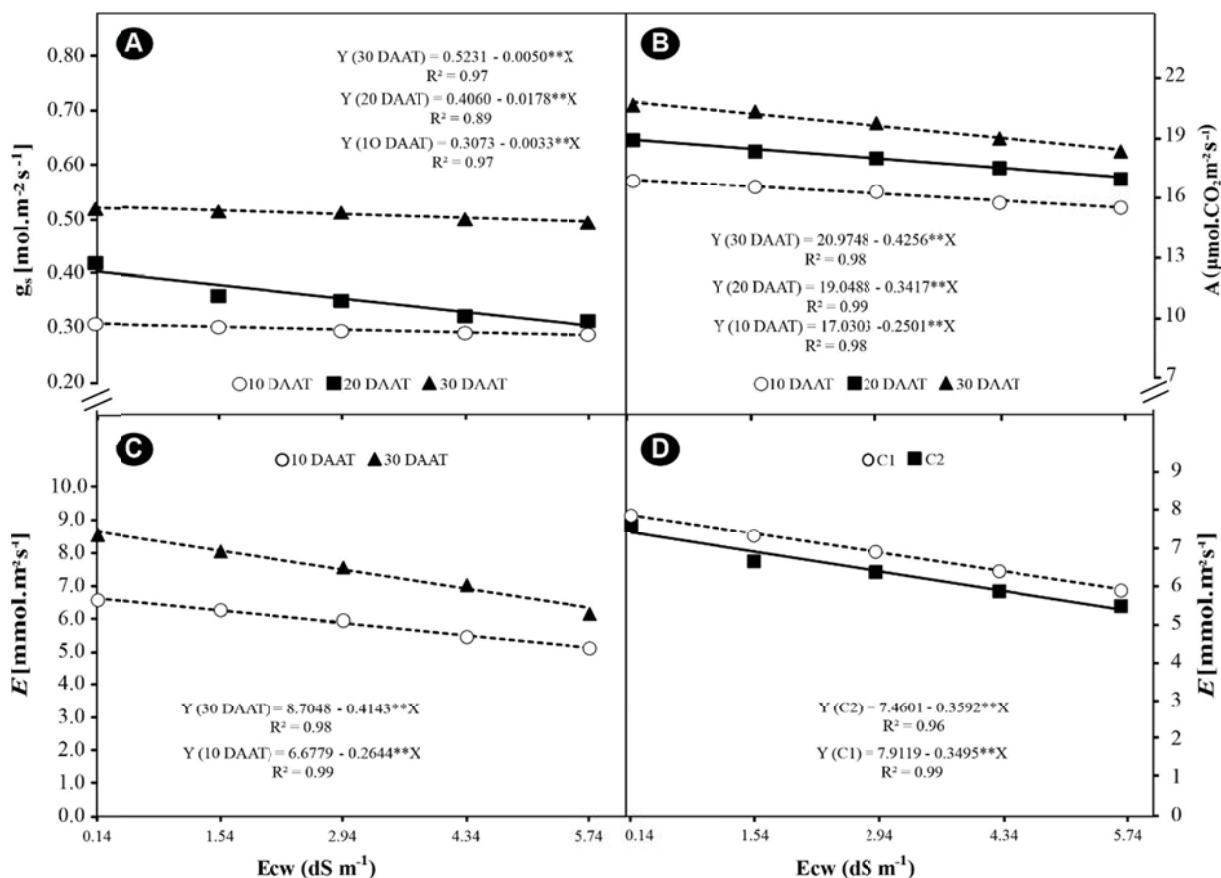 A
0.80
0.70
0.60
0.50
0.40
0.30
0.20
gs [mol.m⁻² s⁻¹]
Y (30 DAAT) = 0.5231 - 0.0050**X
R² = 0.97
Y (20 DAAT) = 0.4060 - 0.0178**X
R² = 0.89
Y (1O DAAT) = 0.3073 - 0.0033**X
R² = 0.97
10 DAAT 20 DAAT 30 DAAT
B
22
19
16
13
10
7
A (µmol.CO₂m⁻²s⁻¹)
Y (30 DAAT) = 20.9748 - 0.4256**X
R² = 0.98
Y (20 DAAT) = 19.0488 - 0.3417**X
R² = 0.99
Y (10 DAAT) = 17.0303 -0.2501**X
R² = 0.98
10 DAAT 20 DAAT 30 DAAT
C
10 DAAT 30 DAAT
10.0
9.0
8.0
7.0
6.0
5.0
4.0
3.0
2.0
1.0
0.0
E [mmol.m²s⁻¹]
Y (30 DAAT) = 8.7048 - 0.4143**X
R² = 0.98
Y (10 DAAT) = 6.6779 - 0.2644**X
R² = 0.99
0.14 1.54 2.94 4.34 5.74
Ecw (dS m⁻¹)
D
C1 C2
9
8
7
6
5
4
3
2
1
0
E [mmol.m²s⁻¹]
Y (C2) = 7.4601 - 0.3592**X
R² = 0.96
Y (C1) = 7.9119 - 0.3495**X
R² = 0.99
0.14 1.54 2.94 4.34 5.74
Ecw (dS m⁻¹)